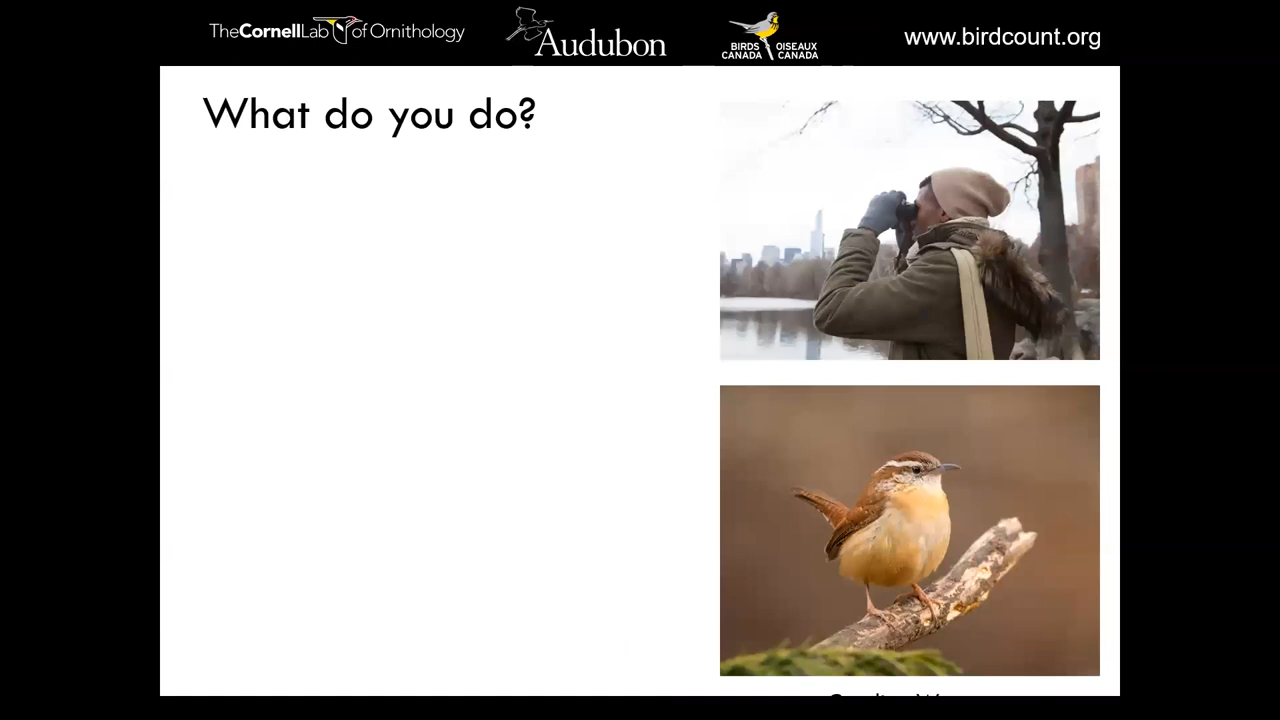 TheCornellLab of Ornithology
Audubon
BIRDS CANADA
OISEAUX CANADA
www.birdcount.org
What do you do?